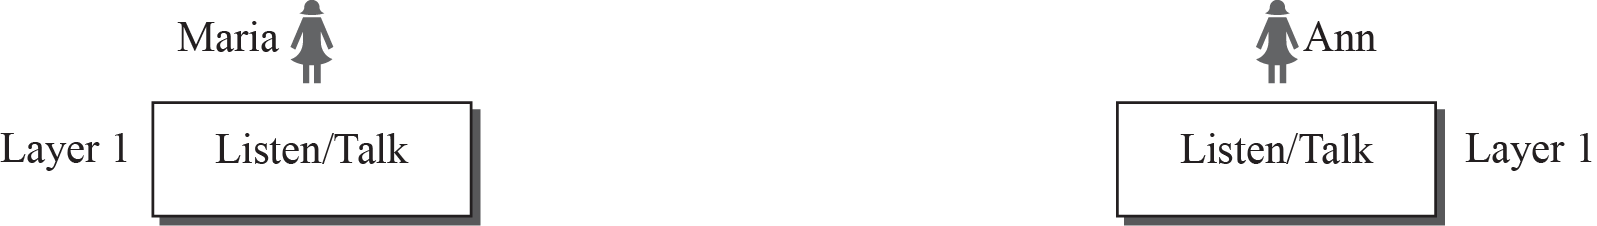 Maria
Ann
Layer 1
Listen/Talk
Listen/Talk
Layer 1